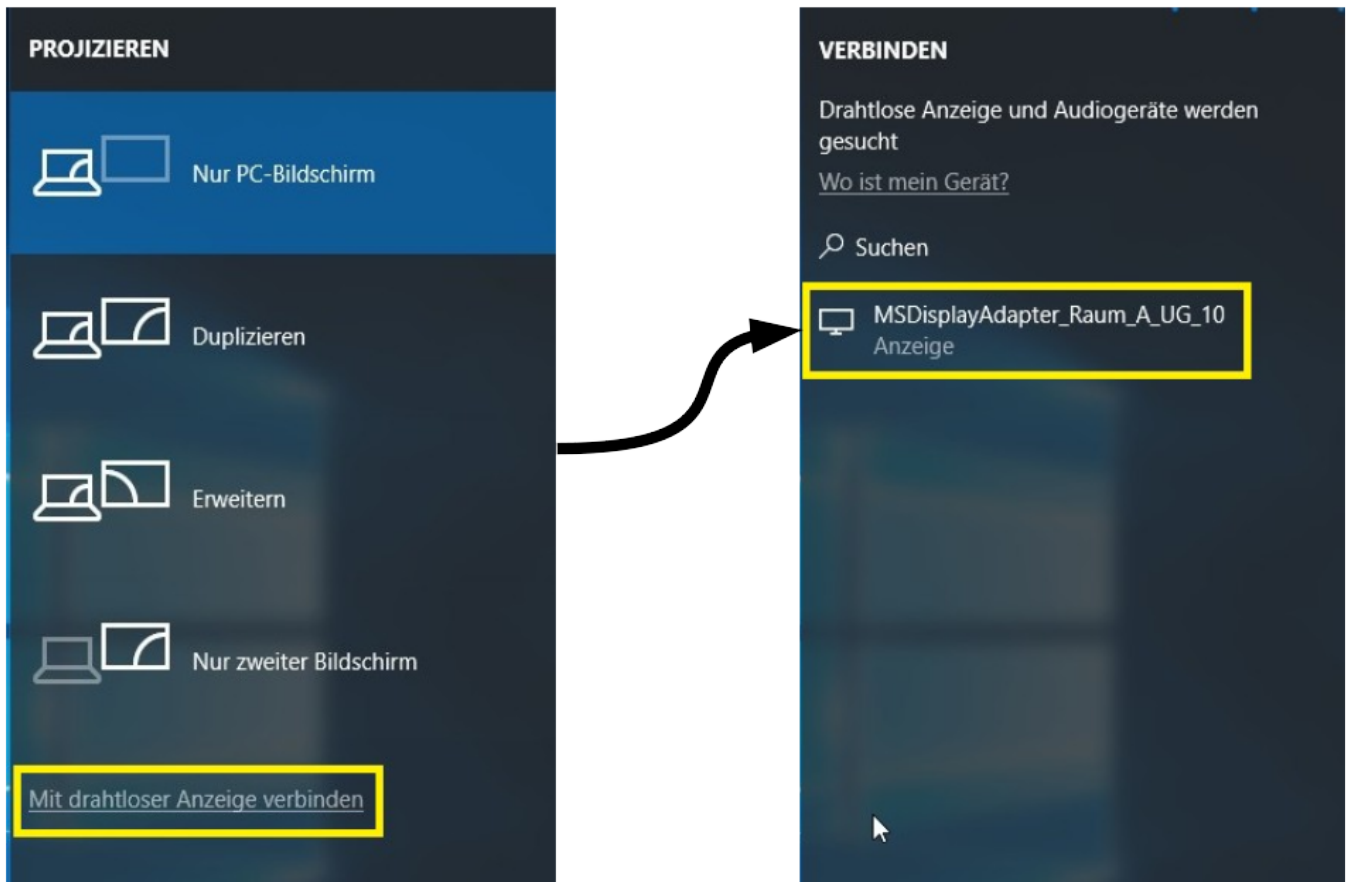 PROJIZIEREN
Nur PC-Bildschirm
Duplizieren
Erweitern
Nur zweiter Bildschirm
Mit drahtloser Anzeige verbinden
VERBINDEN
Drahtlose Anzeige und Audiogeräte werden
gesucht
Wo ist mein Gerät?
Suchen
MSDisplayAdapter_Raum_A_UG_10
Anzeige